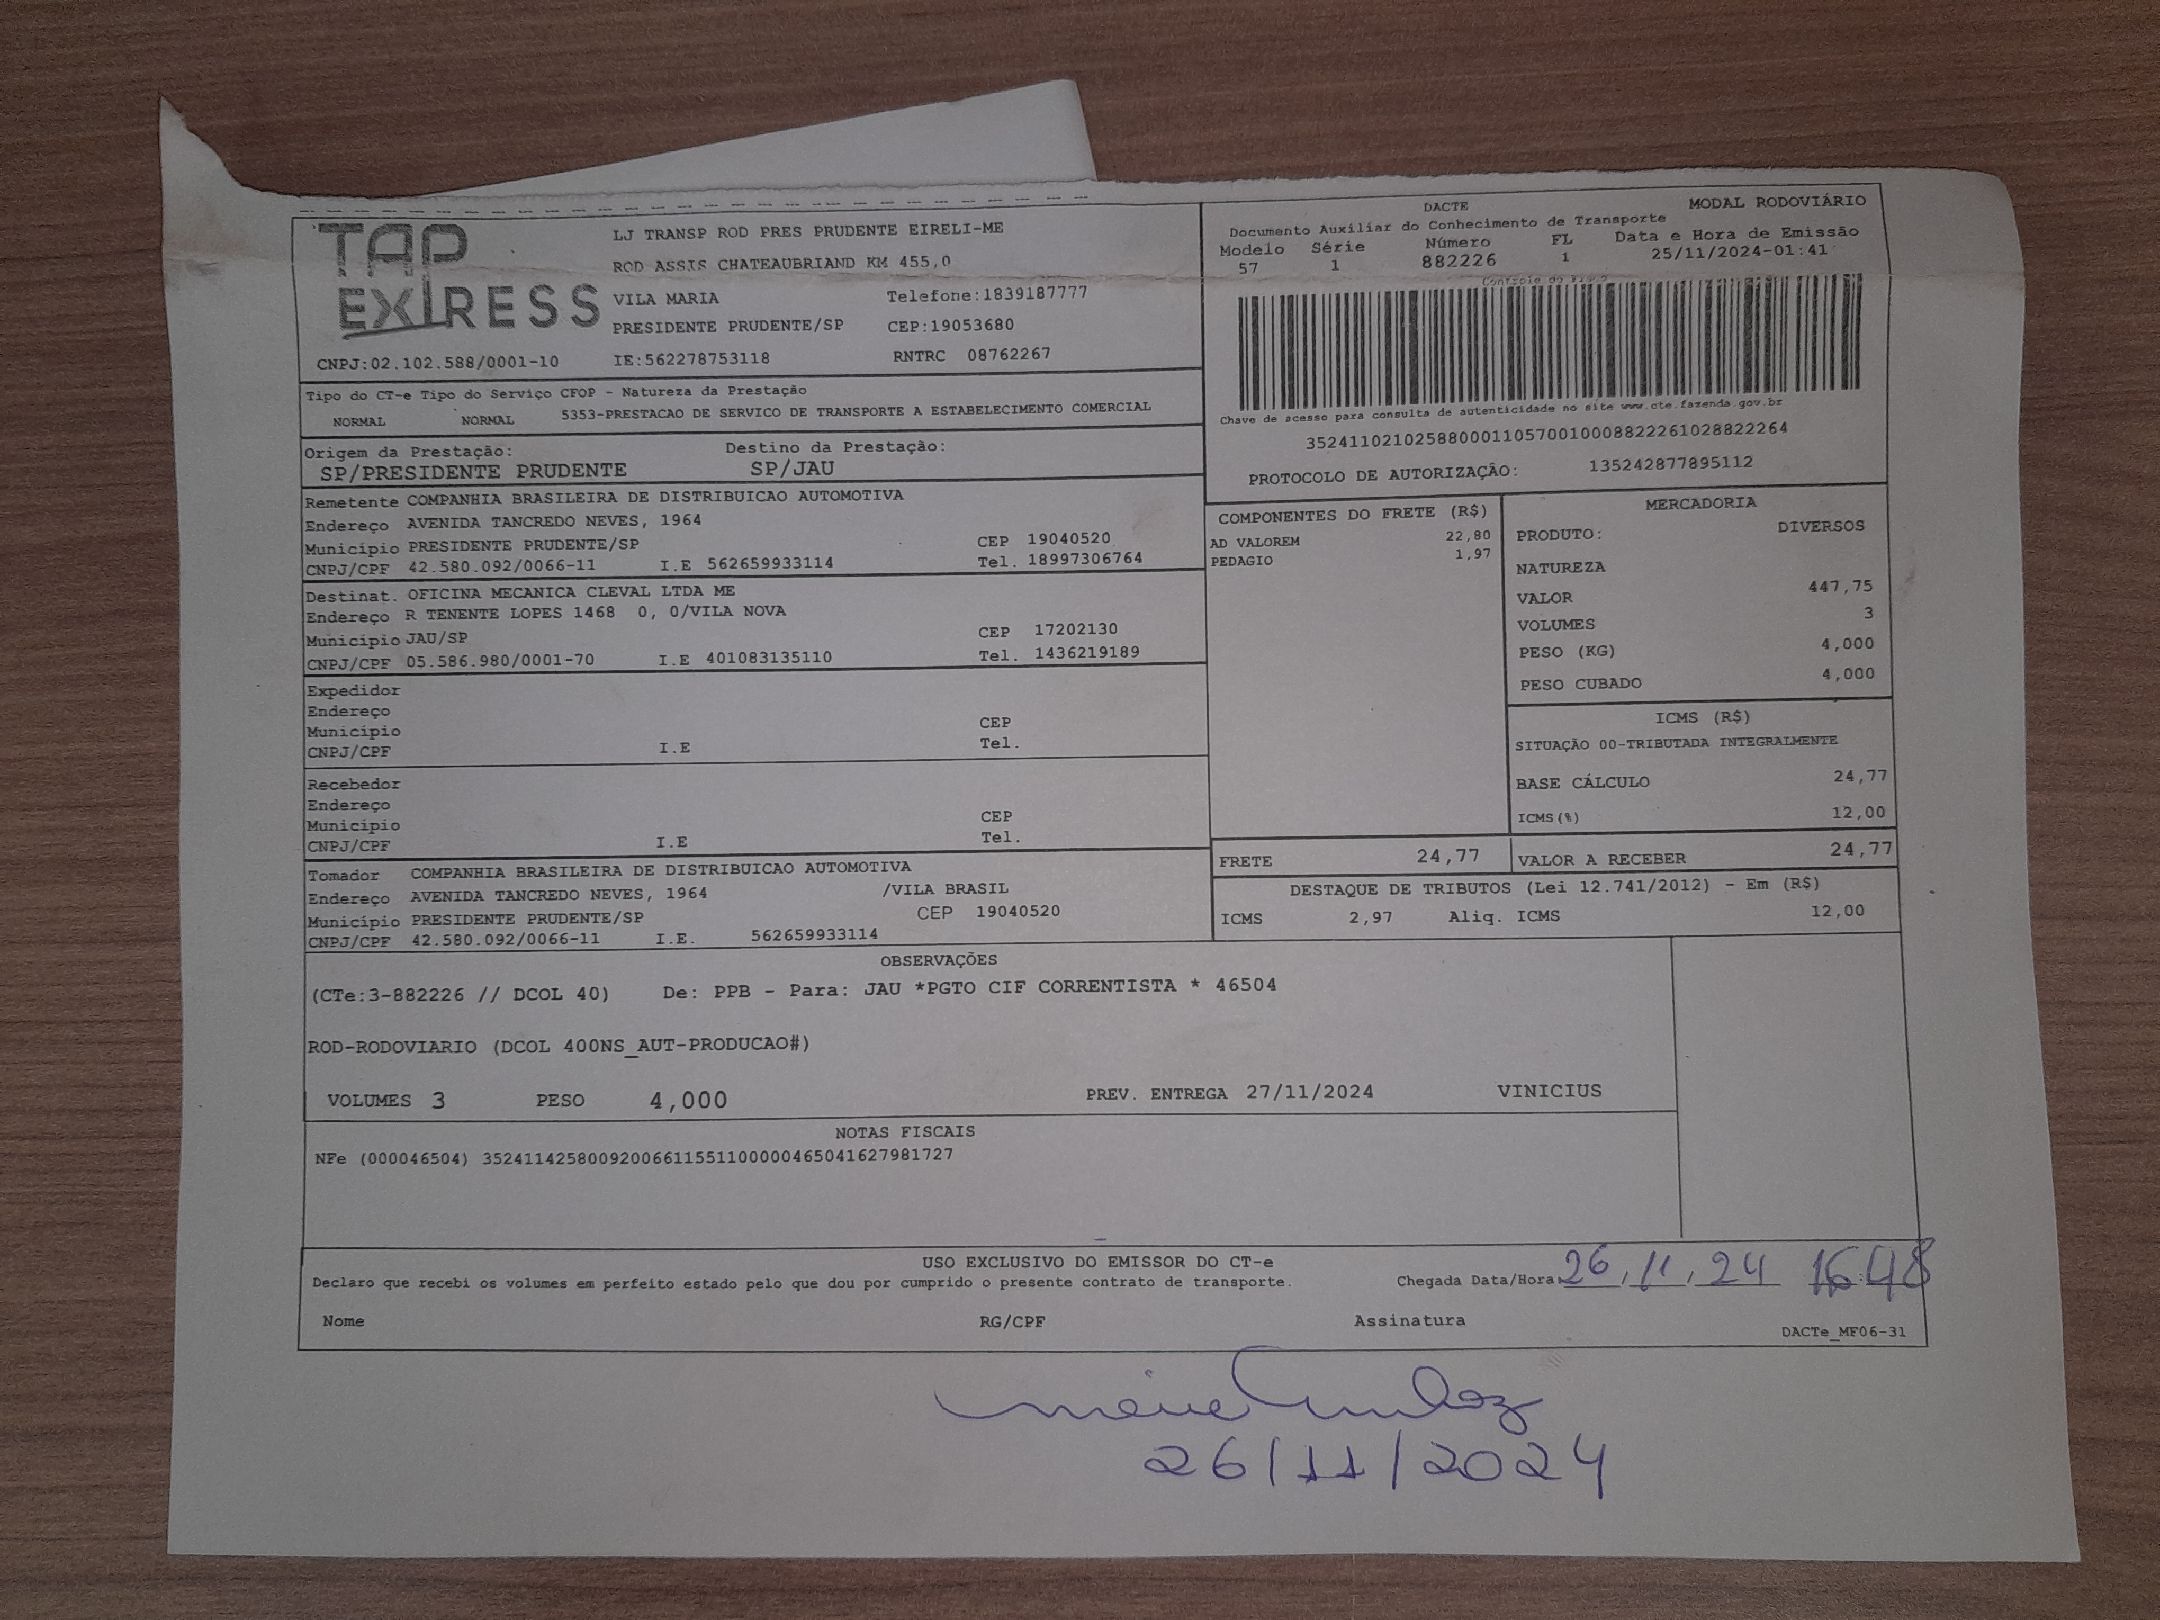 TAP EXPRESS
LJ TRANSP ROD PRES PRUDENTE EIRELI-ME
ROD ASSIS CHATEAUBRIAND KM 455,0
VILA MARIA Telefone:1839187777
PRESIDENTE PRUDENTE/SP CEP:19053680
CNPJ:02.102.588/0001-10 IE:562278753118 RNTRC 08762267
DACTE MODAL RODOVIÁRIO
Documento Auxiliar do Conhecimento de Transporte
Modelo Série Número FL Data e Hora de Emissão
57 1 882226 1 25/11/2024-01:41
Controle do Fisco
Chave de acesso para consulta de autenticidade no site www.cte.fazenda.gov.br
35241102102588000110570010008822261028822264
PROTOCOLO DE AUTORIZAÇÃO: 135242877895112
Tipo do CT-e Tipo do Serviço CFOP - Natureza da Prestação
NORMAL NORMAL 5353-PRESTACAO DE SERVICO DE TRANSPORTE A ESTABELECIMENTO COMERCIAL
Origem da Prestação: Destino da Prestação:
SP/PRESIDENTE PRUDENTE SP/JAU
Remetente COMPANHIA BRASILEIRA DE DISTRIBUICAO AUTOMOTIVA
Endereço AVENIDA TANCREDO NEVES, 1964
Município PRESIDENTE PRUDENTE/SP CEP 19040520
CNPJ/CPF 42.580.092/0066-11 I.E 562659933114 Tel. 18997306764
Destinat. OFICINA MECANICA CLEVAL LTDA ME
Endereço R TENENTE LOPES 1468 0, 0/VILA NOVA
Município JAU/SP CEP 17202130
CNPJ/CPF 05.586.980/0001-70 I.E 401083135110 Tel. 1436219189
Expedidor
Endereço
Município CEP
CNPJ/CPF I.E Tel.
Recebedor
Endereço
Município CEP
CNPJ/CPF I.E Tel.
Tomador COMPANHIA BRASILEIRA DE DISTRIBUICAO AUTOMOTIVA
Endereço AVENIDA TANCREDO NEVES, 1964 /VILA BRASIL
Município PRESIDENTE PRUDENTE/SP CEP 19040520
CNPJ/CPF 42.580.092/0066-11 I.E. 562659933114
COMPONENTES DO FRETE (R$)
AD VALOREM 22,80
PEDAGIO 1,97
MERCADORIA
PRODUTO: DIVERSOS
NATUREZA
VALOR 447,75
VOLUMES 3
PESO (KG) 4,000
PESO CUBADO 4,000
ICMS (R$)
SITUAÇÃO 00-TRIBUTADA INTEGRALMENTE
BASE CÁLCULO 24,77
ICMS(%) 12,00
FRETE 24,77 VALOR A RECEBER 24,77
DESTAQUE DE TRIBUTOS (Lei 12.741/2012) - Em (R$)
ICMS 2,97 Aliq. ICMS 12,00
OBSERVAÇÕES
(CTe:3-882226 // DCOL 40) De: PPB - Para: JAU *PGTO CIF CORRENTISTA * 46504
ROD-RODOVIARIO (DCOL 400NS_AUT-PRODUCAO#)
VOLUMES 3 PESO 4,000 PREV. ENTREGA 27/11/2024 VINICIUS
NOTAS FISCAIS
NFe (000046504) 35241142580092006611551100000465041627981727
USO EXCLUSIVO DO EMISSOR DO CT-e
Declaro que recebi os volumes em perfeito estado pelo que dou por cumprido o presente contrato de transporte. Chegada Data/Hora: 26/11/24 16:48
Nome RG/CPF Assinatura
DACTe_MF06-31
26/11/2024